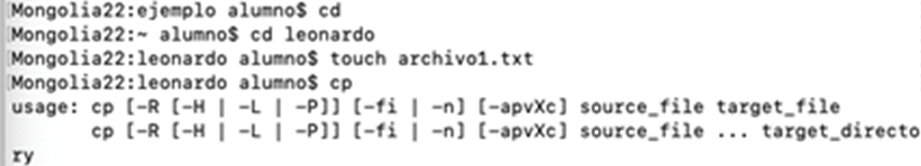 Mongolia22:ejemplo alumno$ cd
Mongolia22:~ alumno$ cd leonardo
Mongolia22:leonardo alumno$ touch archivo1.txt
Mongolia22:leonardo alumno$ cp
usage: cp [-R [-H | -L | -P]] [-fi | -n] [-apvXc] source_file target_file
       cp [-R [-H | -L | -P]] [-fi | -n] [-apvXc] source_file ... target_directo
ry